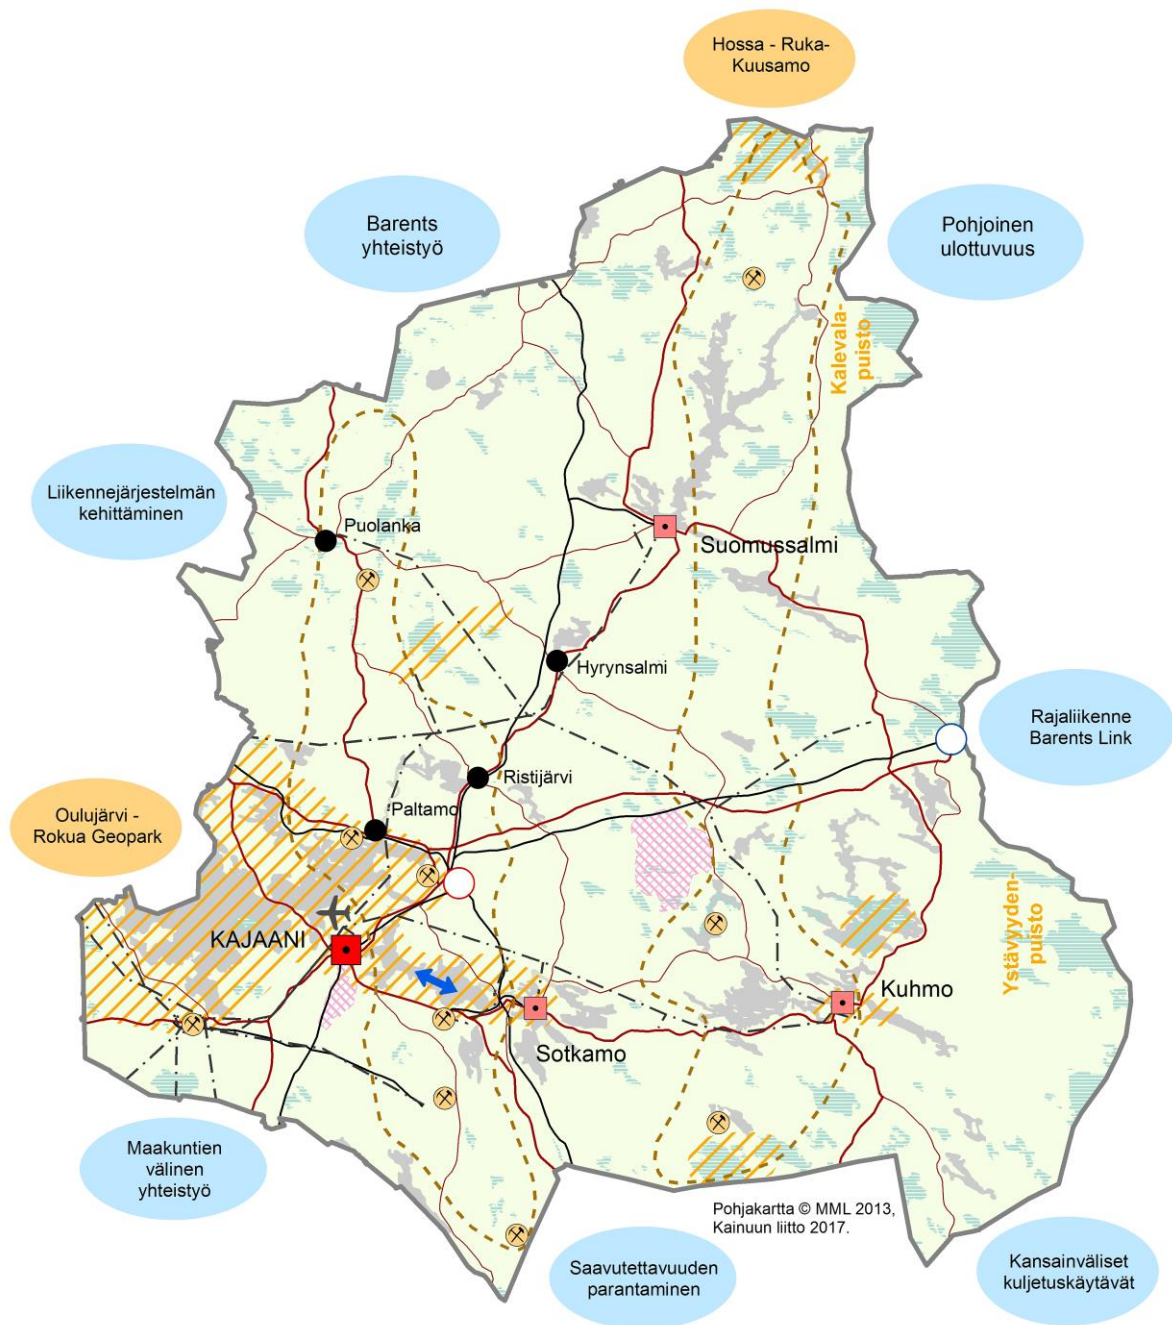 Hossa - Ruka-
Kuusamo
Barents
yhteistyö
Pohjoinen
ulottuvuus
Kalevala-
puisto
Liikennejärjestelmän
kehittäminen
Puolanka
Suomussalmi
Hyrynsalmi
Rajaliikenne
Barents Link
Ristijärvi
Paltamo
Oulujärvi -
Rokua Geopark
KAJAANI
Ystävyyden-
puisto
Kuhmo
Sotkamo
Maakuntien
välinen
yhteistyö
Pohjakartta © MML 2013,
Kainuun liitto 2017.
Saavutettavuuden
parantaminen
Kansainväliset
kuljetuskäytävät